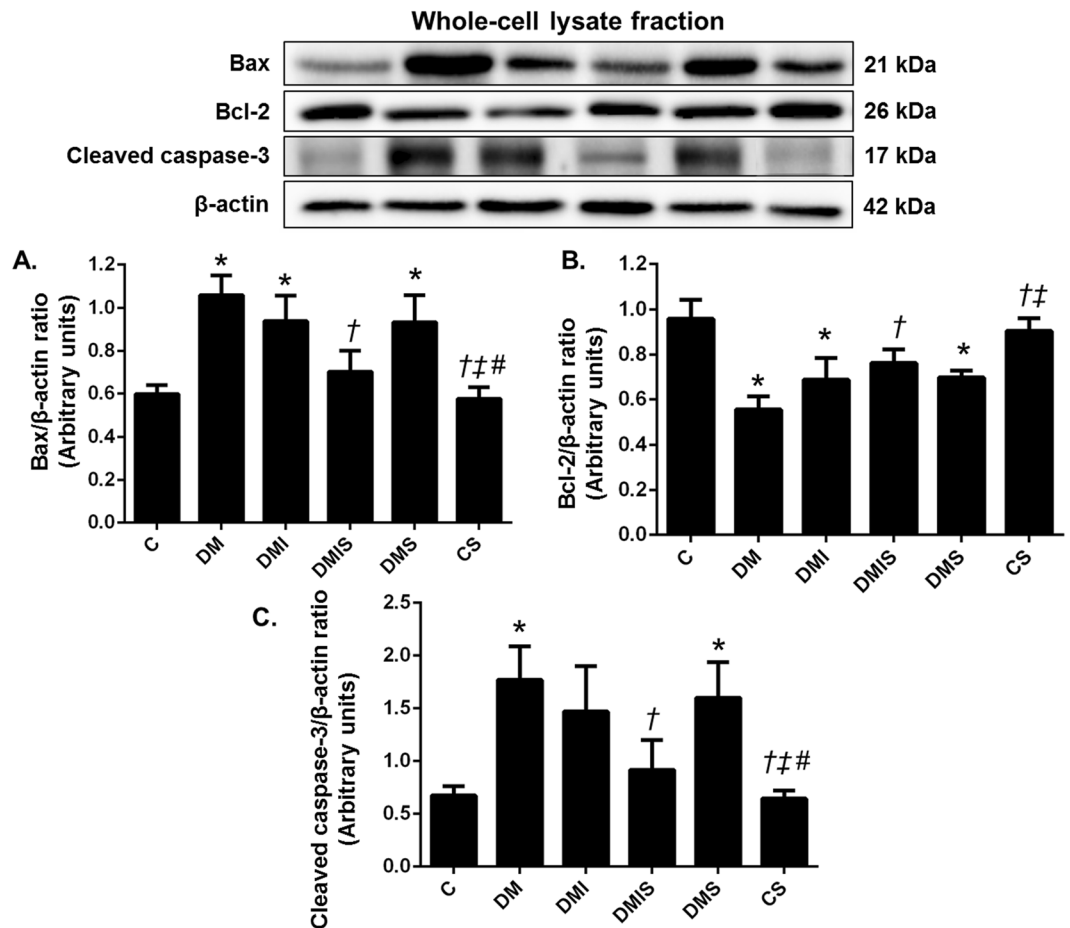 Whole-cell lysate fraction
Bax 21 kDa
Bcl-2 26 kDa
Cleaved caspase-3 17 kDa
β-actin 42 kDa
A.
Bax/β-actin ratio
(Arbitrary units)
1.2
1.0
0.8
0.6
0.4
0.2
0.0
* * † * †‡#
C DM DMI DMIS DMS CS
B.
Bcl-2/β-actin ratio
(Arbitrary units)
1.2
1.0
0.8
0.6
0.4
0.2
0.0
* * † * †‡
C DM DMI DMIS DMS CS
C.
Cleaved caspase-3/β-actin ratio
(Arbitrary units)
2.5
2.0
1.5
1.0
0.5
0.0
* † * †‡#
C DM DMI DMIS DMS CS